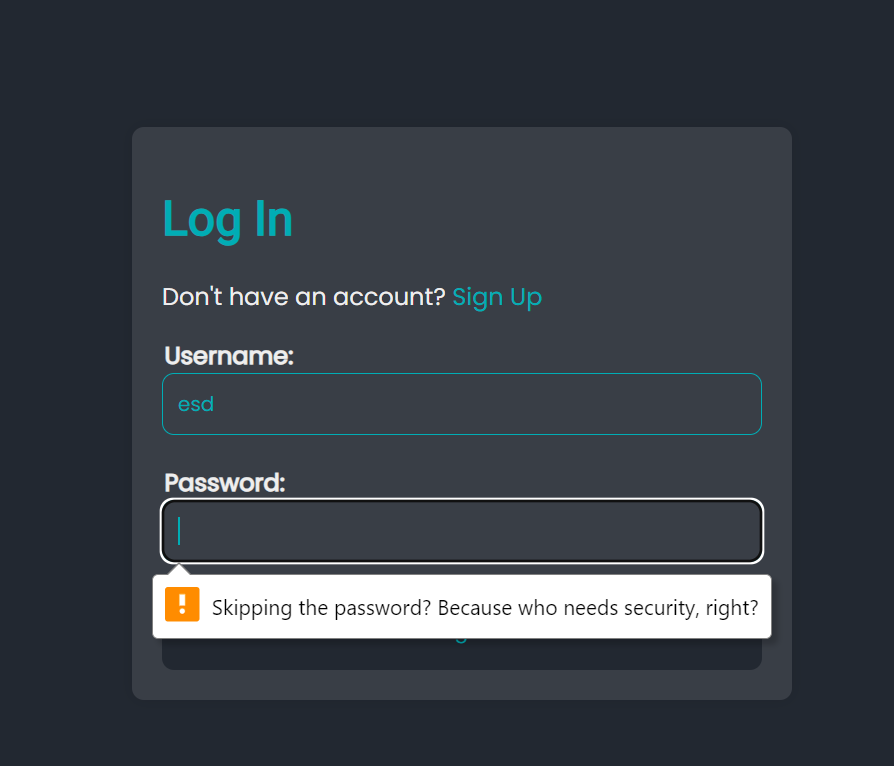 Log In
Don't have an account? Sign Up
Username:
esd
Password:
Skipping the password? Because who needs security, right?